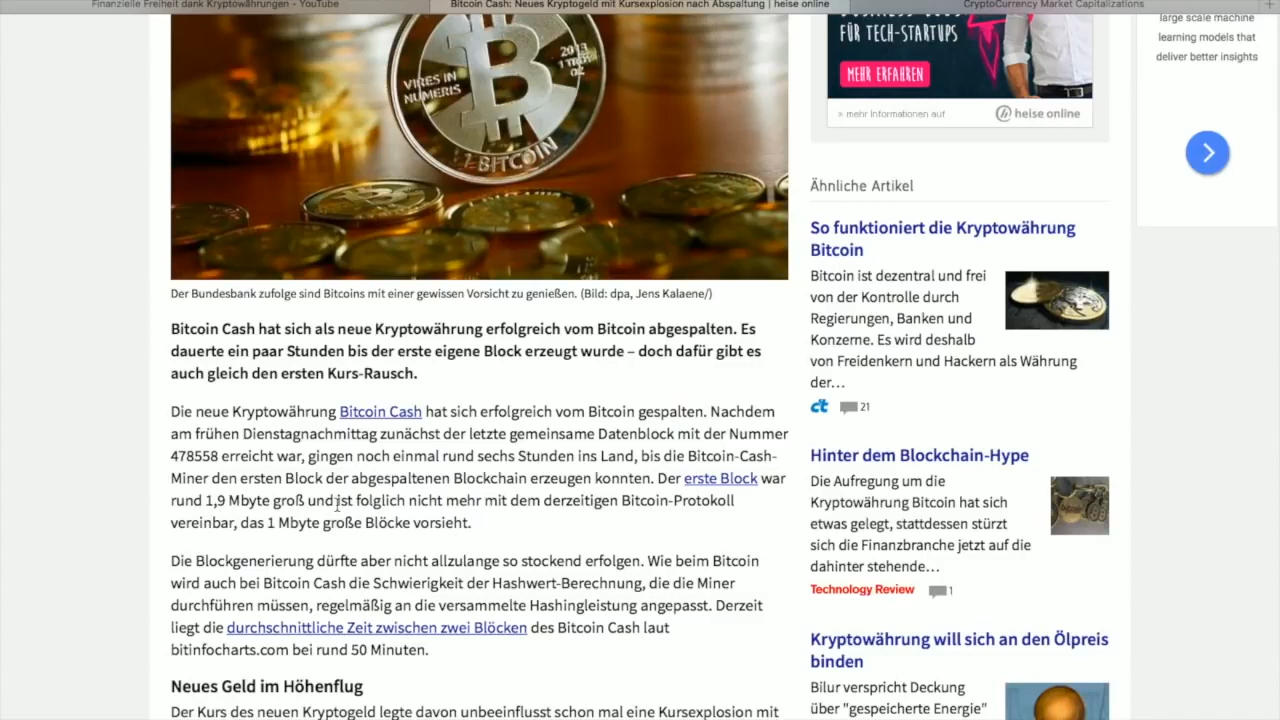 Finanzielle Freiheit dank Kryptowährungen - YouTube
Bitcoin Cash: Neues Kryptogeld mit Kursexplosion nach Abspaltung | heise online
CryptoCurrency Market Capitalizations
VIRES IN
NUMERIS
2013
1 TROY
OZ
1 BITCOIN
Der Bundesbank zufolge sind Bitcoins mit einer gewissen Vorsicht zu genießen. (Bild: dpa, Jens Kalaene/)
Bitcoin Cash hat sich als neue Kryptowährung erfolgreich vom Bitcoin abgespalten. Es
dauerte ein paar Stunden bis der erste eigene Block erzeugt wurde – doch dafür gibt es
auch gleich den ersten Kurs-Rausch.
Die neue Kryptowährung Bitcoin Cash hat sich erfolgreich vom Bitcoin gespalten. Nachdem
am frühen Dienstagnachmittag zunächst der letzte gemeinsame Datenblock mit der Nummer
478558 erreicht war, gingen noch einmal rund sechs Stunden ins Land, bis die Bitcoin-Cash-
Miner den ersten Block der abgespaltenen Blockchain erzeugen konnten. Der erste Block war
rund 1,9 Mbyte groß und ist folglich nicht mehr mit dem derzeitigen Bitcoin-Protokoll
vereinbar, das 1 Mbyte große Blöcke vorsieht.
Die Blockgenerierung dürfte aber nicht allzulange so stockend erfolgen. Wie beim Bitcoin
wird auch bei Bitcoin Cash die Schwierigkeit der Hashwert-Berechnung, die die Miner
durchführen müssen, regelmäßig an die versammelte Hashingleistung angepasst. Derzeit
liegt die durchschnittliche Zeit zwischen zwei Blöcken des Bitcoin Cash laut
bitinfocharts.com bei rund 50 Minuten.
Neues Geld im Höhenflug
Der Kurs des neuen Kryptogeld legte davon unbeeinflusst schon mal eine Kursexplosion mit
FÜR TECH-STARTUPS
MEHR ERFAHREN
» mehr Informationen auf
heise online
Ähnliche Artikel
So funktioniert die Kryptowährung
Bitcoin
Bitcoin ist dezentral und frei
von der Kontrolle durch
Regierungen, Banken und
Konzerne. Es wird deshalb
von Freidenkern und Hackern als Währung
der…
c't 21
Hinter dem Blockchain-Hype
Die Aufregung um die
Kryptowährung Bitcoin hat sich
etwas gelegt, stattdessen stürzt
sich die Finanzbranche jetzt auf die
dahinter stehende…
Technology Review 1
Kryptowährung will sich an den Ölpreis
binden
Bilur verspricht Deckung
über "gespeicherte Energie"
large scale machine
learning models that
deliver better insights